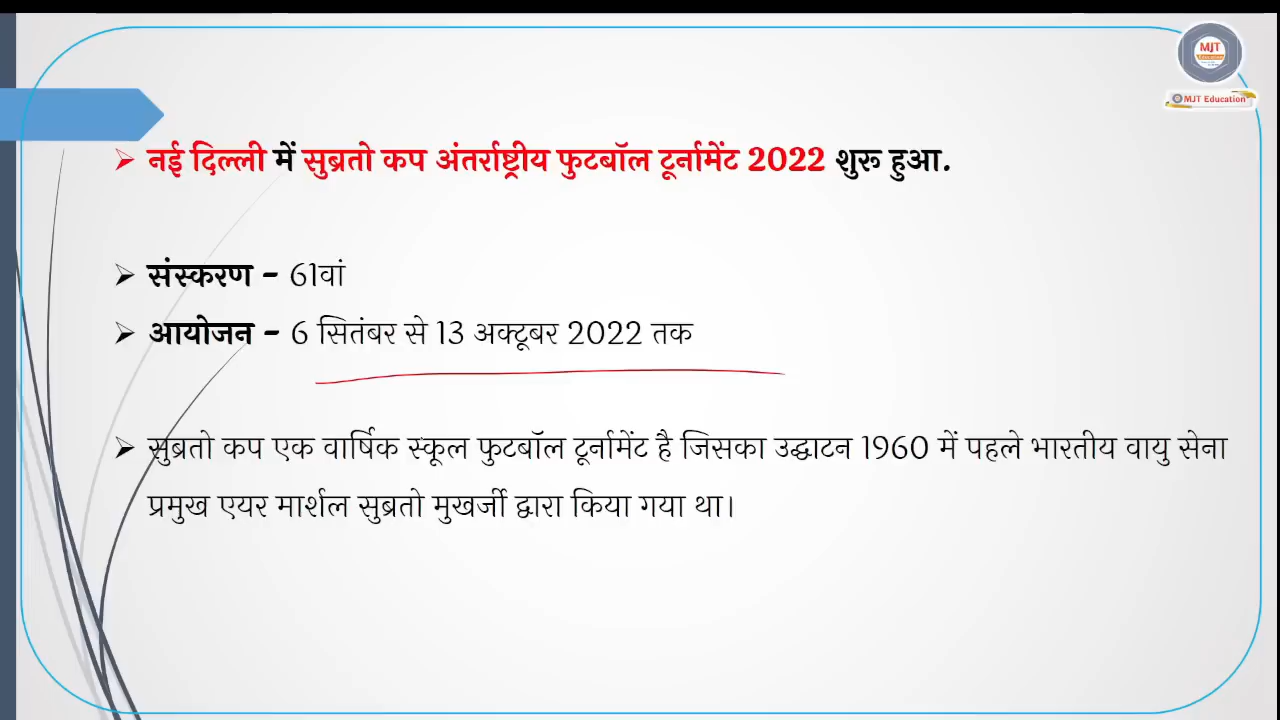 MJT
Education
MJT Education
नई दिल्ली में सुब्रतो कप अंतर्राष्ट्रीय फुटबॉल टूर्नामेंट 2022 शुरू हुआ.
संस्करण – 61वां
आयोजन – 6 सितंबर से 13 अक्टूबर 2022 तक
सुब्रतो कप एक वार्षिक स्कूल फुटबॉल टूर्नामेंट है जिसका उद्घाटन 1960 में पहले भारतीय वायु सेना
प्रमुख एयर मार्शल सुब्रतो मुखर्जी द्वारा किया गया था।